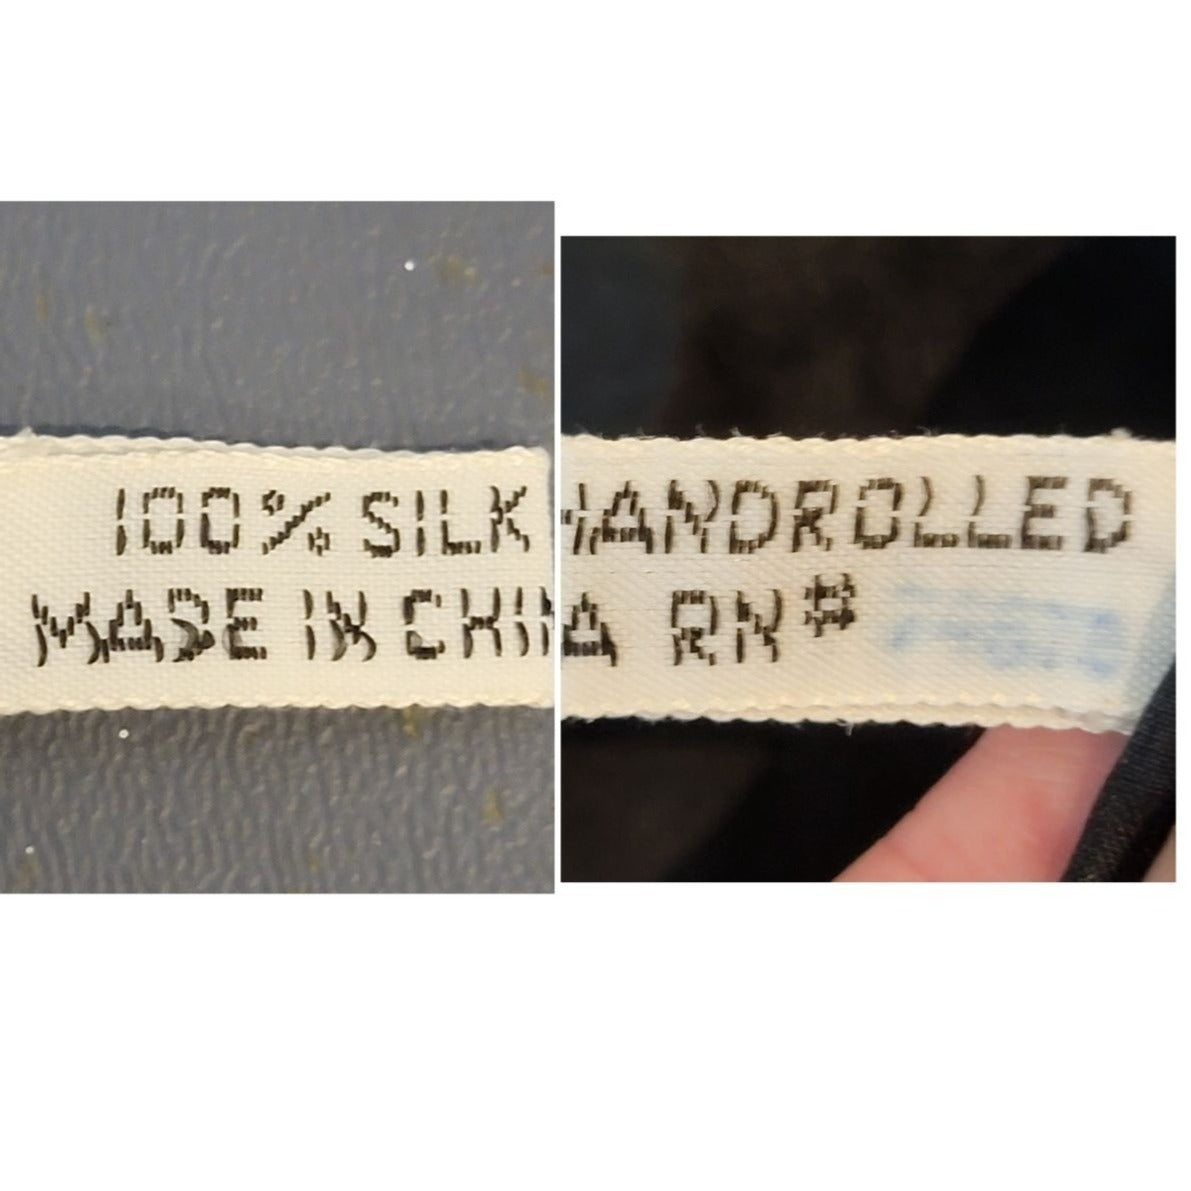 100% SILK HANDROLLED
MADE IN CHINA RN#